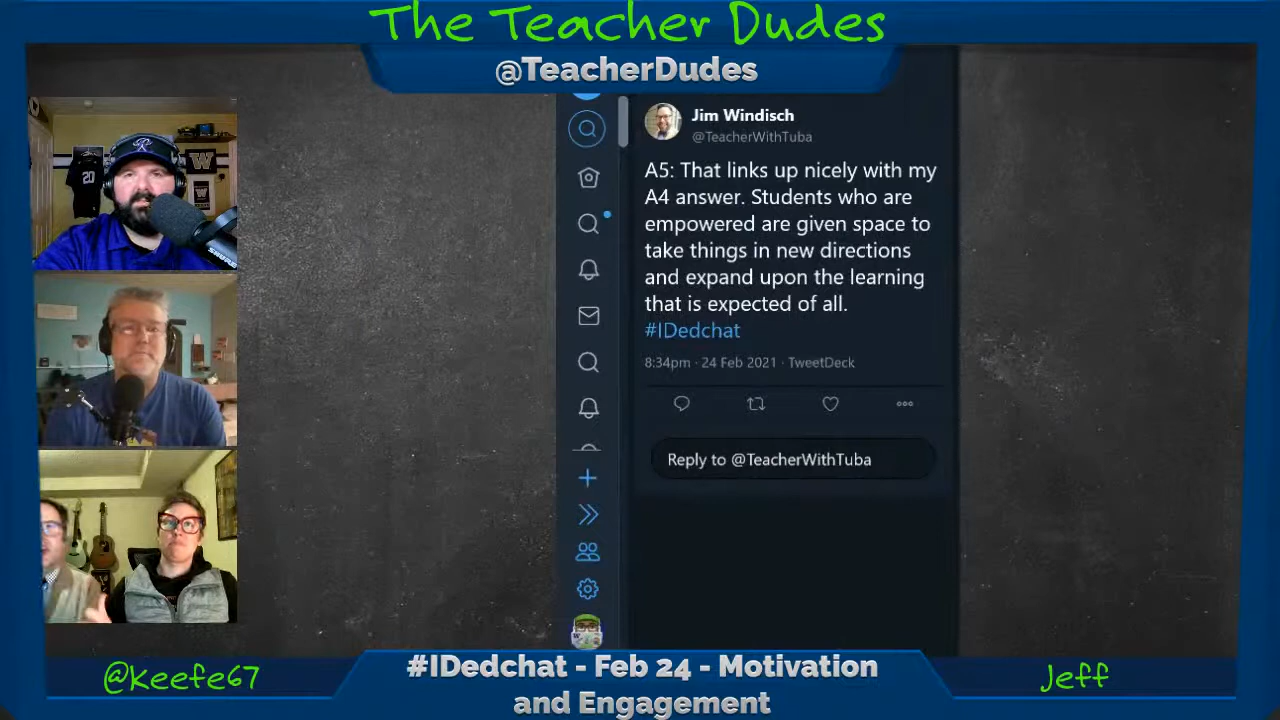 The Teacher Dudes
@TeacherDudes
Jim Windisch
@TeacherWithTuba
A5: That links up nicely with my
A4 answer. Students who are
empowered are given space to
take things in new directions
and expand upon the learning
that is expected of all.
#IDedchat
8:34pm · 24 Feb 2021 · TweetDeck
Reply to @TeacherWithTuba
20
W
W
SHURE
@keefe67
#IDedchat - Feb 24 - Motivation
and Engagement
Jeff